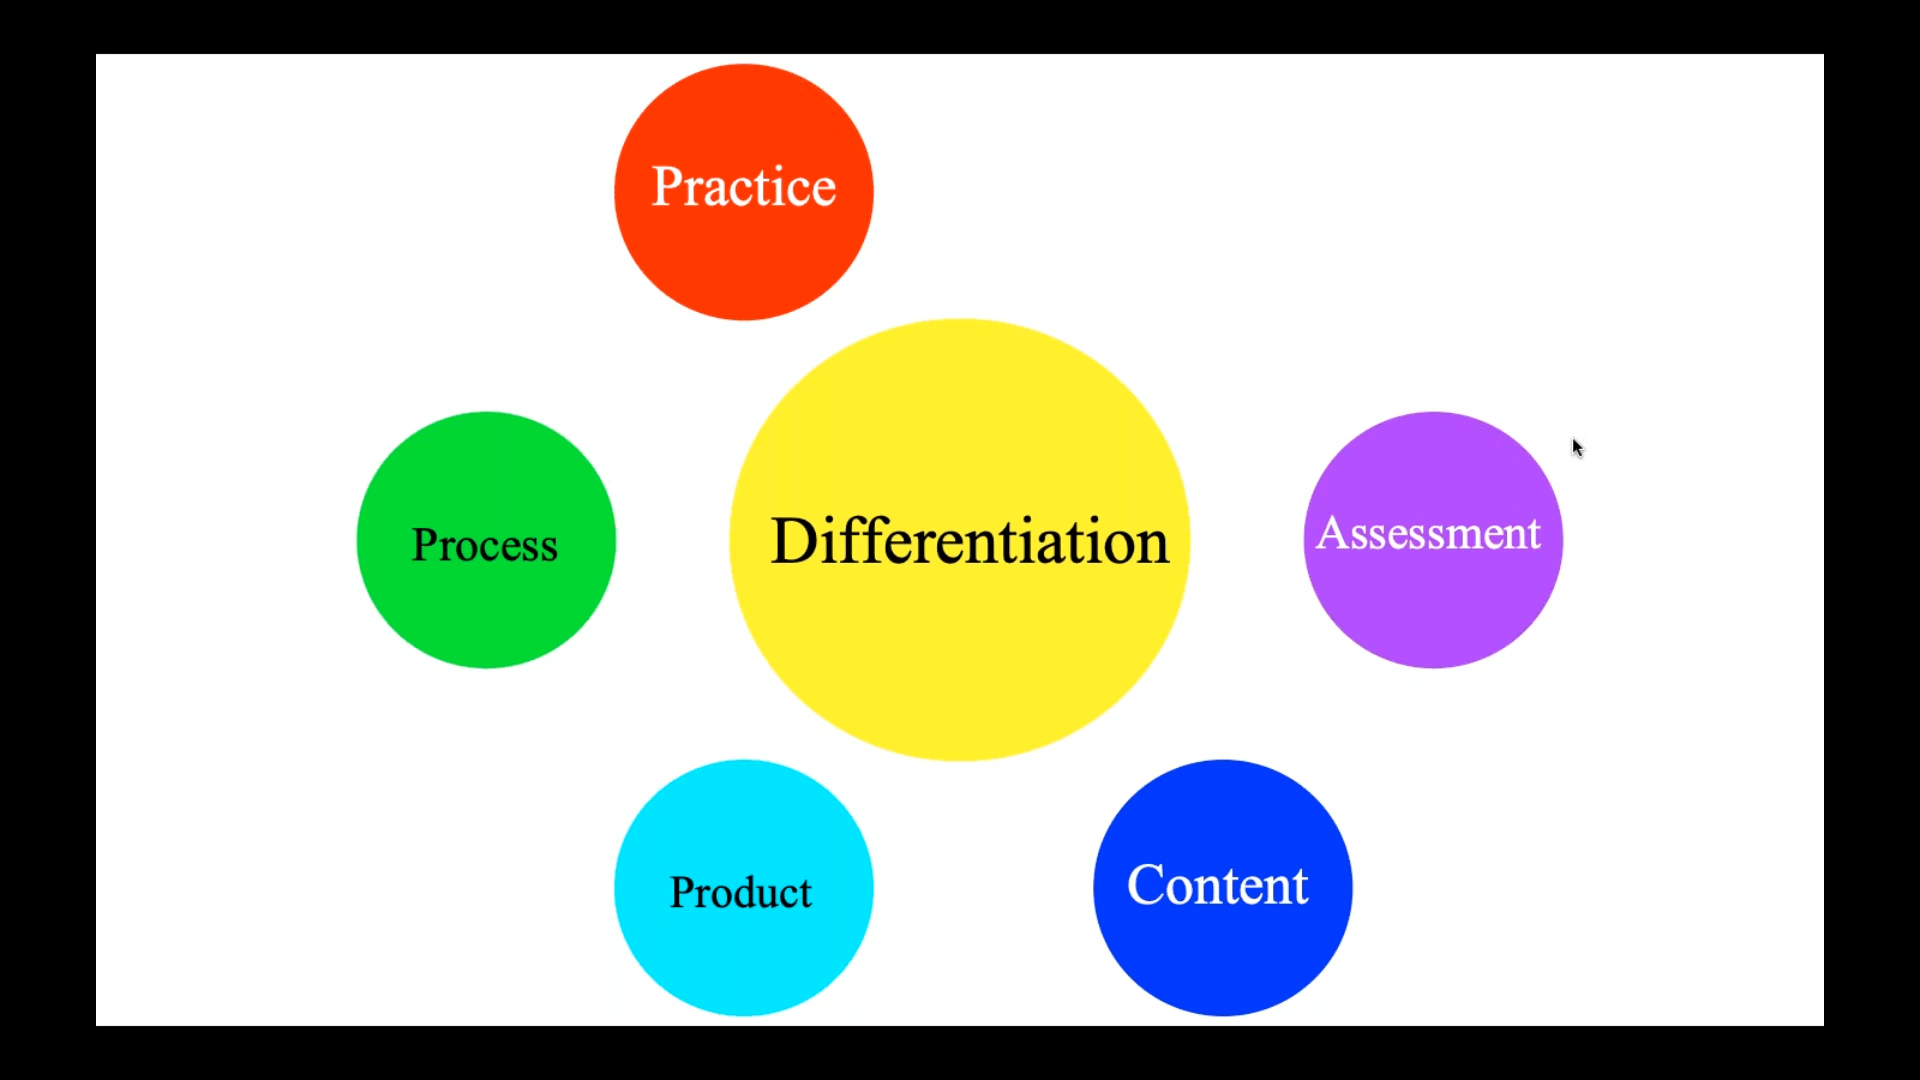 Practice
Process
Differentiation
Assessment
Product
Content